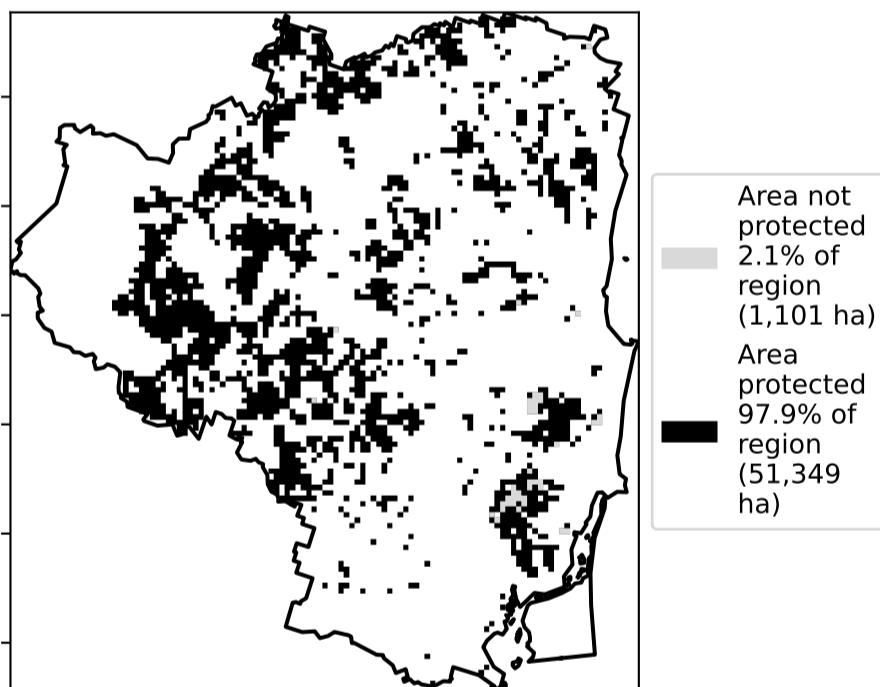 Area not
protected
2.1% of
region
(1,101 ha)
Area
protected
97.9% of
region
(51,349
ha)